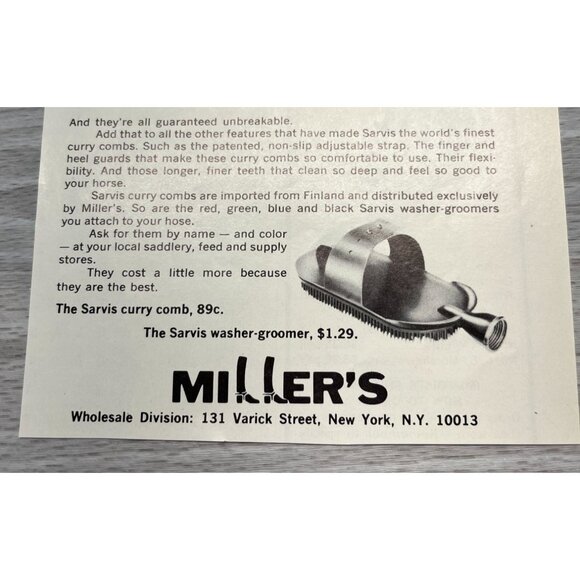 And they're all guaranteed unbreakable.
Add that to all the other features that have made Sarvis the world's finest
curry combs. Such as the patented, non-slip adjustable strap. The finger and
heel guards that make these curry combs so comfortable to use. Their flexi-
bility. And those longer, finer teeth that clean so deep and feel so good to
your horse.
Sarvis curry combs are imported from Finland and distributed exclusively
by Miller's. So are the red, green, blue and black Sarvis washer-groomers
you attach to your hose.
Ask for them by name — and color
— at your local saddlery, feed and supply
stores.
They cost a little more because
they are the best.
The Sarvis curry comb, 89c.
The Sarvis washer-groomer, $1.29.
MILLER'S
Wholesale Division: 131 Varick Street, New York, N.Y. 10013